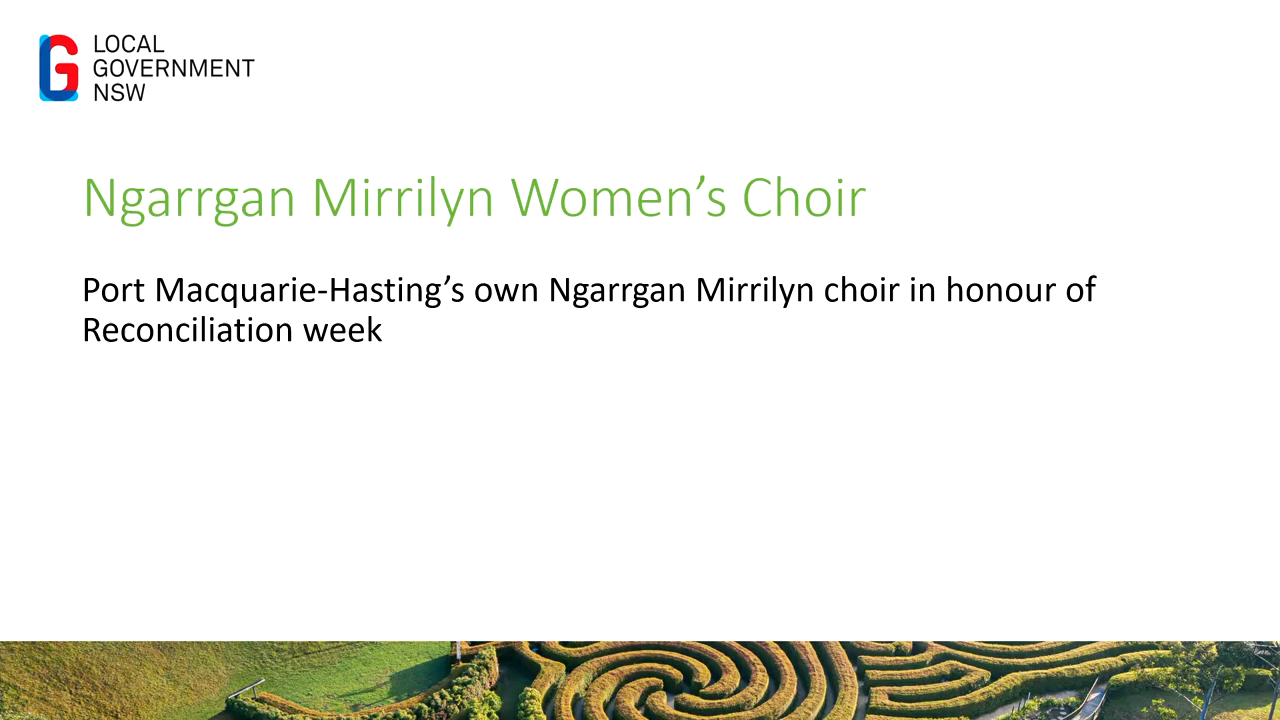 LOCAL
GOVERNMENT
NSW
Ngarrgan Mirrilyn Women’s Choir
Port Macquarie-Hasting’s own Ngarrgan Mirrilyn choir in honour of
Reconciliation week